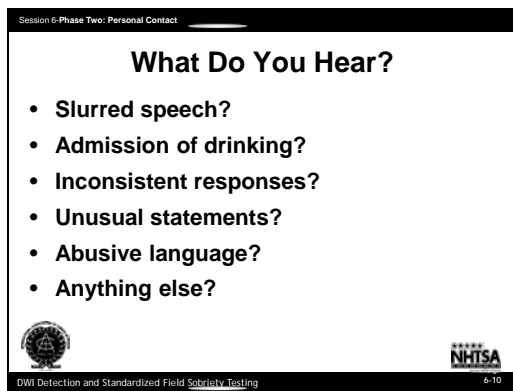 Session 6-Phase Two: Personal Contact
What Do You Hear?
• Slurred speech?
• Admission of drinking?
• Inconsistent responses?
• Unusual statements?
• Abusive language?
• Anything else?
NHTSA
DWI Detection and Standardized Field Sobriety Testing
6-10